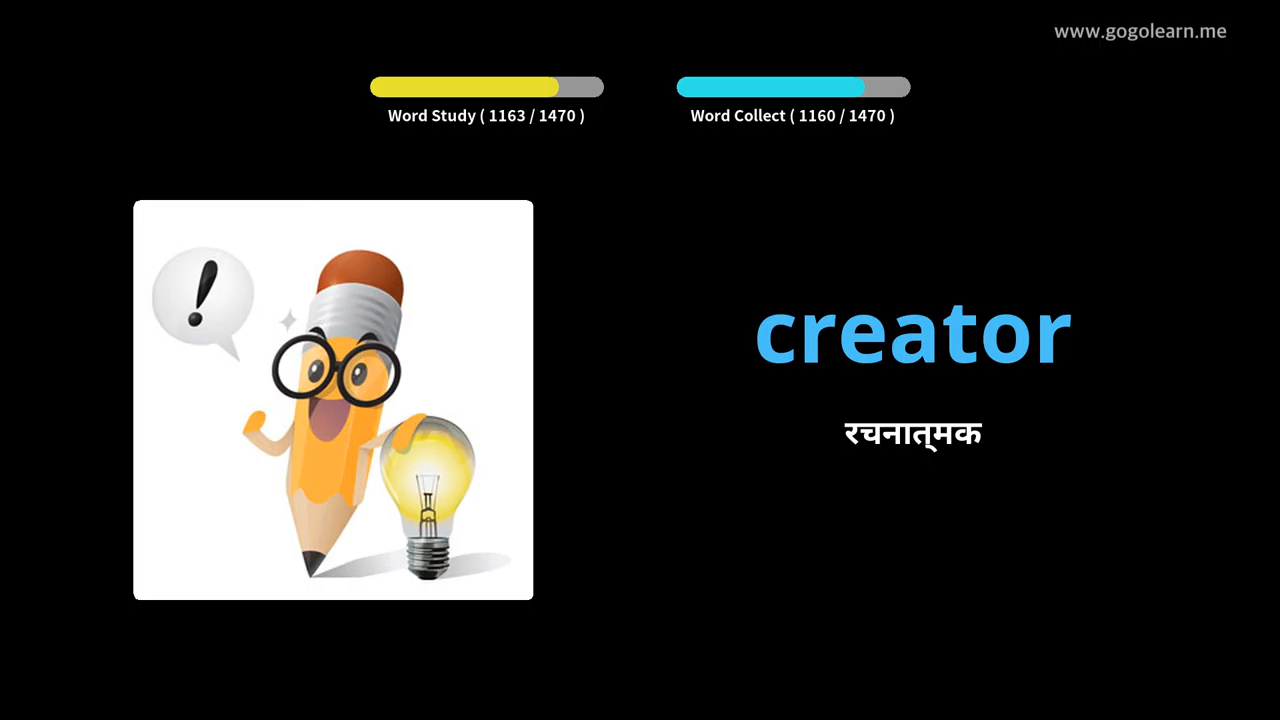 www.gogolearn.me
Word Study ( 1163 / 1470 )
Word Collect ( 1160 / 1470 )
!
creator
रचनात्मक